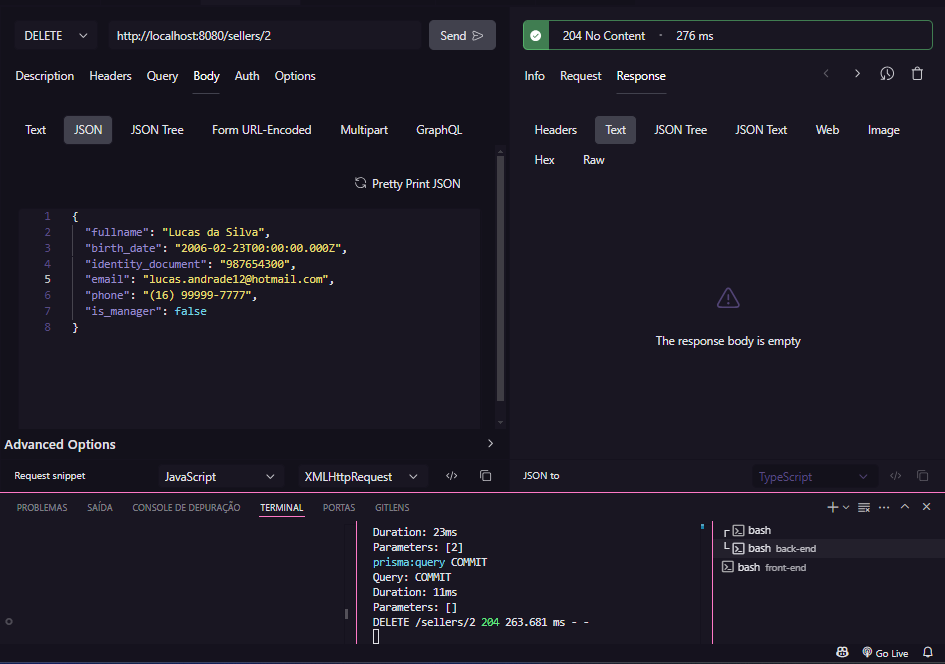 DELETE http://localhost:8080/sellers/2 Send
204 No Content · 276 ms
Description Headers Query Body Auth Options
Info Request Response
Text JSON JSON Tree Form URL-Encoded Multipart GraphQL
Headers Text JSON Tree JSON Text Web Image
Hex Raw
Pretty Print JSON
1 {
2 "fullname": "Lucas da Silva",
3 "birth_date": "2006-02-23T00:00:00.000Z",
4 "identity_document": "987654300",
5 "email": "lucas.andrade12@hotmail.com",
6 "phone": "(16) 99999-7777",
7 "is_manager": false
8 }
The response body is empty
Advanced Options
Request snippet JavaScript XMLHttpRequest
JSON to TypeScript
PROBLEMAS SAÍDA CONSOLE DE DEPURAÇÃO TERMINAL PORTAS GITLENS
Duration: 23ms
Parameters: [2]
prisma:query COMMIT
Query: COMMIT
Duration: 11ms
Parameters: []
DELETE /sellers/2 204 263.681 ms - -
bash
bash back-end
bash front-end
Go Live